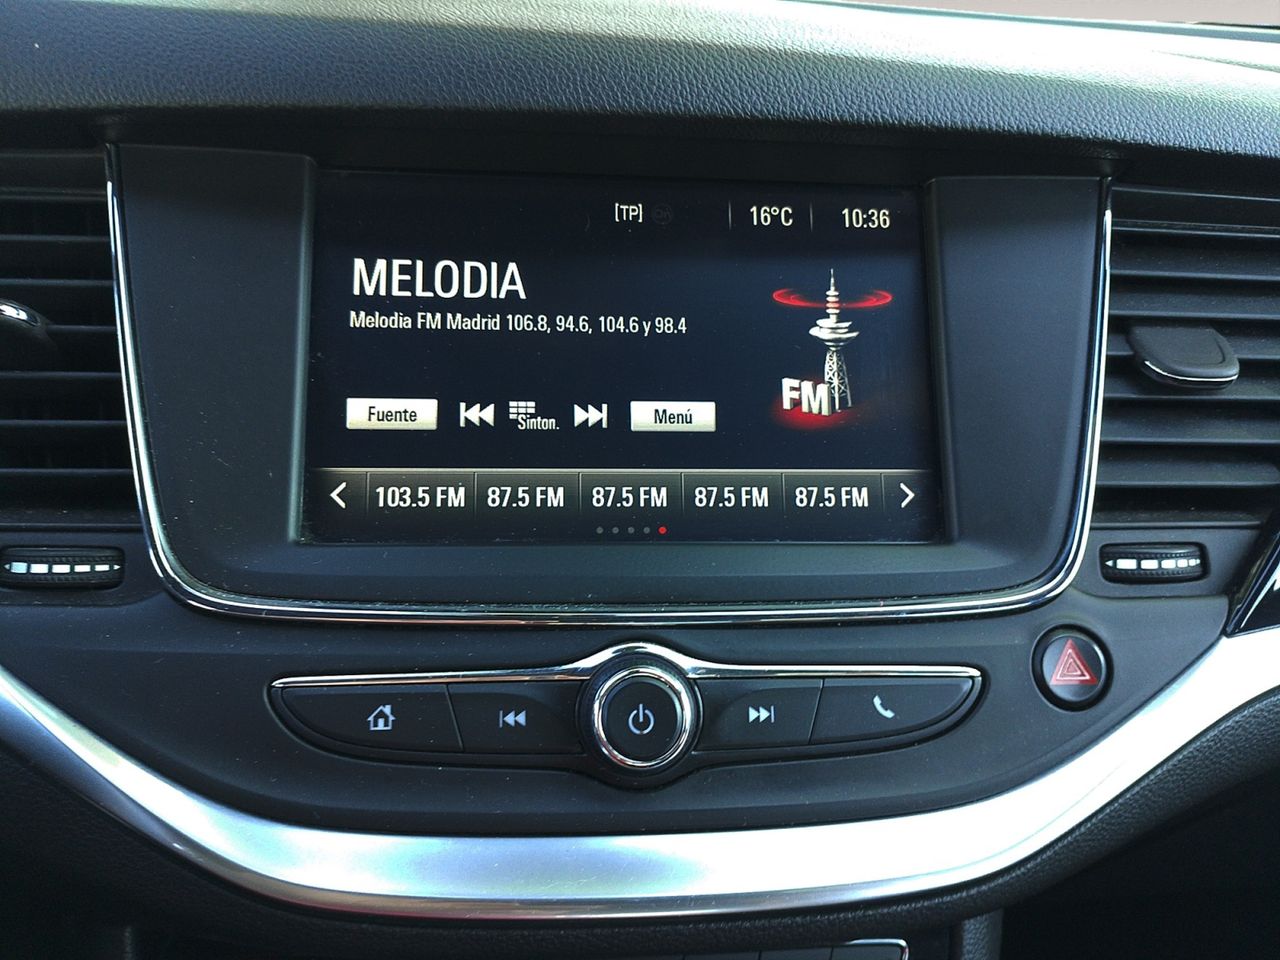 [TP] 16°C 10:36
MELODIA
Melodia FM Madrid 106.8, 94.6, 104.6 y 98.4
FM
Fuente Sinton. Menú
103.5 FM 87.5 FM 87.5 FM 87.5 FM 87.5 FM